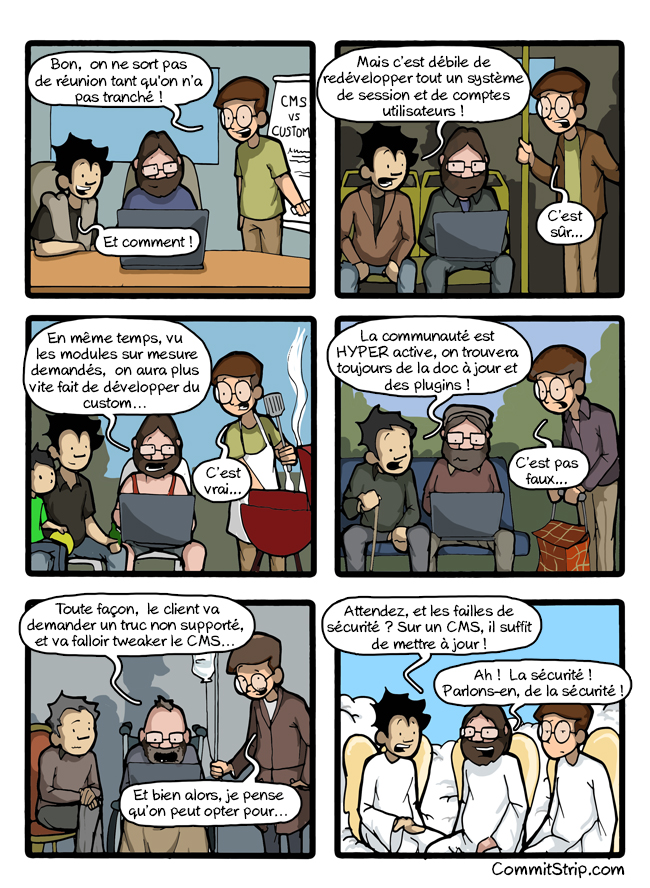 Bon, on ne sort pas
de réunion tant qu'on n'a
pas tranché !
CMS
vs
CUSTOM
Et comment !
Mais c'est débile de
redévelopper tout un système
de session et de comptes
utilisateurs !
C'est
sûr...
En même temps, vu
les modules sur mesure
demandés, on aura plus
vite fait de développer du
custom...
C'est
vrai...
La communauté est
HYPER active, on trouvera
toujours de la doc à jour et
des plugins !
C'est pas
faux...
Toute façon, le client va
demander un truc non supporté,
et va falloir tweaker le CMS...
Et bien alors, je pense
qu'on peut opter pour...
Attendez, et les failles de
sécurité ? Sur un CMS, il suffit
de mettre à jour !
Ah ! La sécurité !
Parlons-en, de la sécurité !
CommitStrip.com